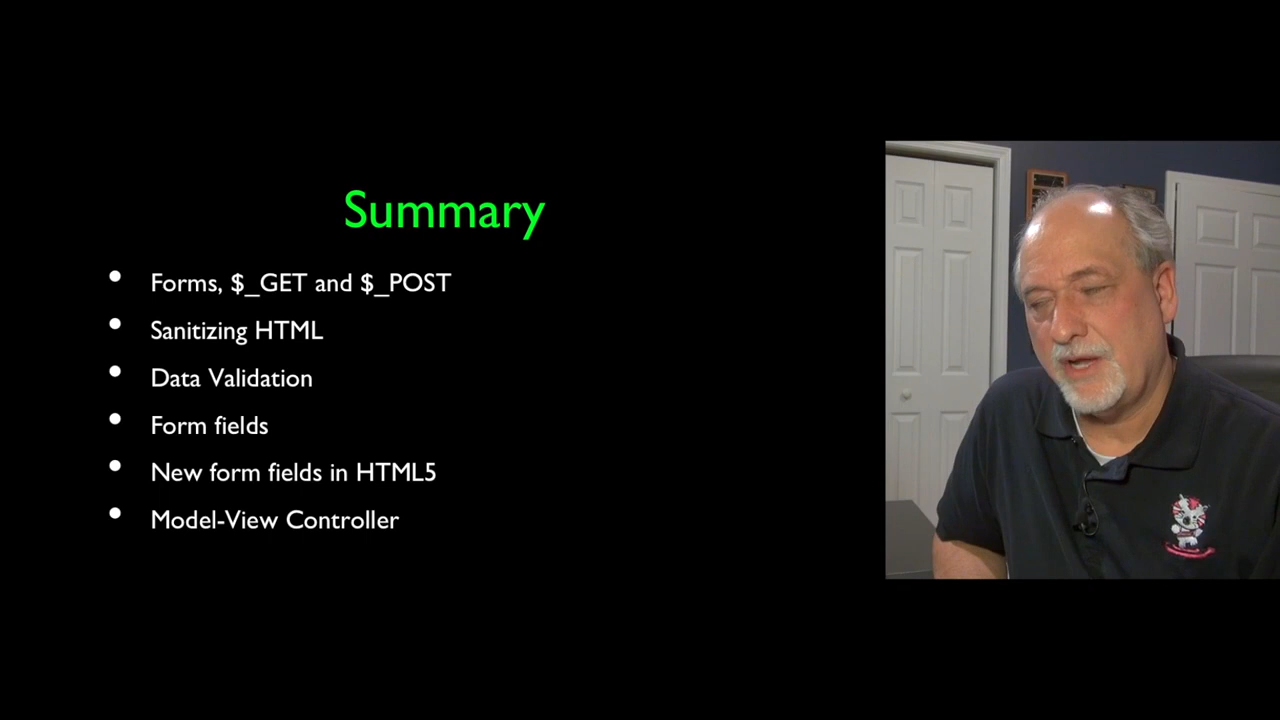 Summary
Forms, $_GET and $_POST
Sanitizing HTML
Data Validation
Form fields
New form fields in HTML5
Model-View Controller